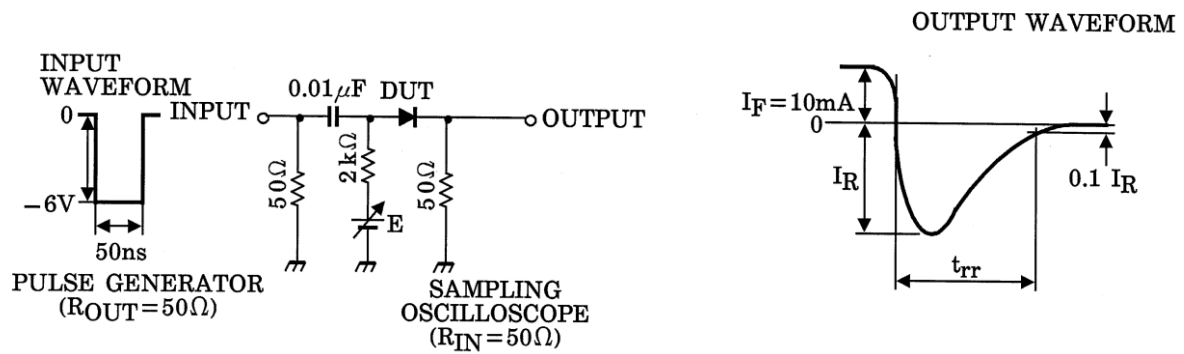 OUTPUT WAVEFORM
INPUT
WAVEFORM
0
−6V
50ns
PULSE GENERATOR
(ROUT=50Ω)
INPUT
0.01μF
DUT
OUTPUT
50Ω
2kΩ
E
50Ω
SAMPLING
OSCILLOSCOPE
(RIN=50Ω)
IF=10mA
0
IR
0.1 IR
trr